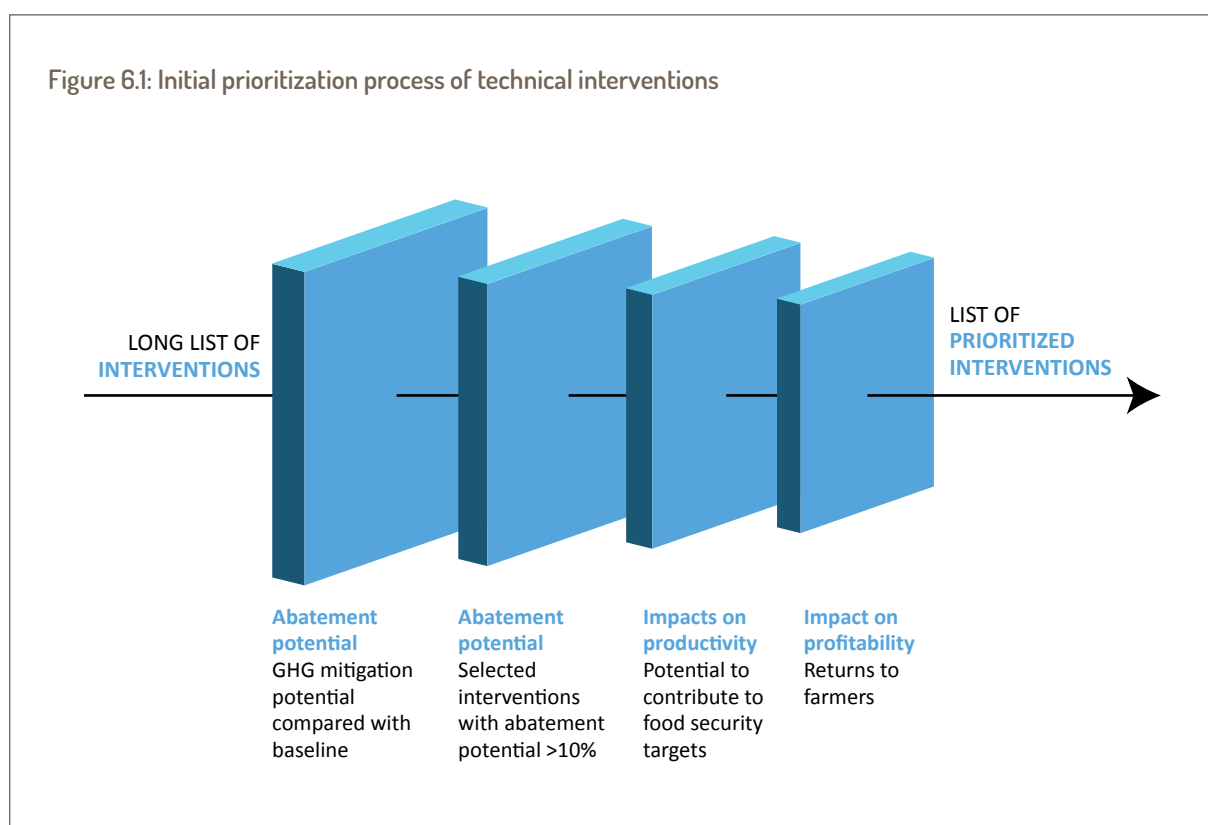 Figure 6.1: Initial prioritization process of technical interventions
LONG LIST OF
INTERVENTIONS
LIST OF
PRIORITIZED
INTERVENTIONS
Abatement
potential
GHG mitigation
potential
compared with
baseline
Abatement
potential
Selected
interventions
with abatement
potential >10%
Impacts on
productivity
Potential to
contribute to
food security
targets
Impact on
profitability
Returns to
farmers